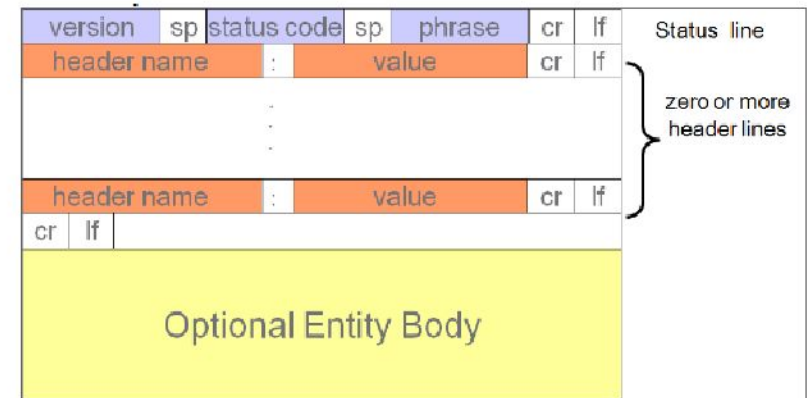 version sp status code sp phrase cr lf Status line
header name : value cr lf
zero or more
header lines
header name : value cr lf
cr lf
Optional Entity Body